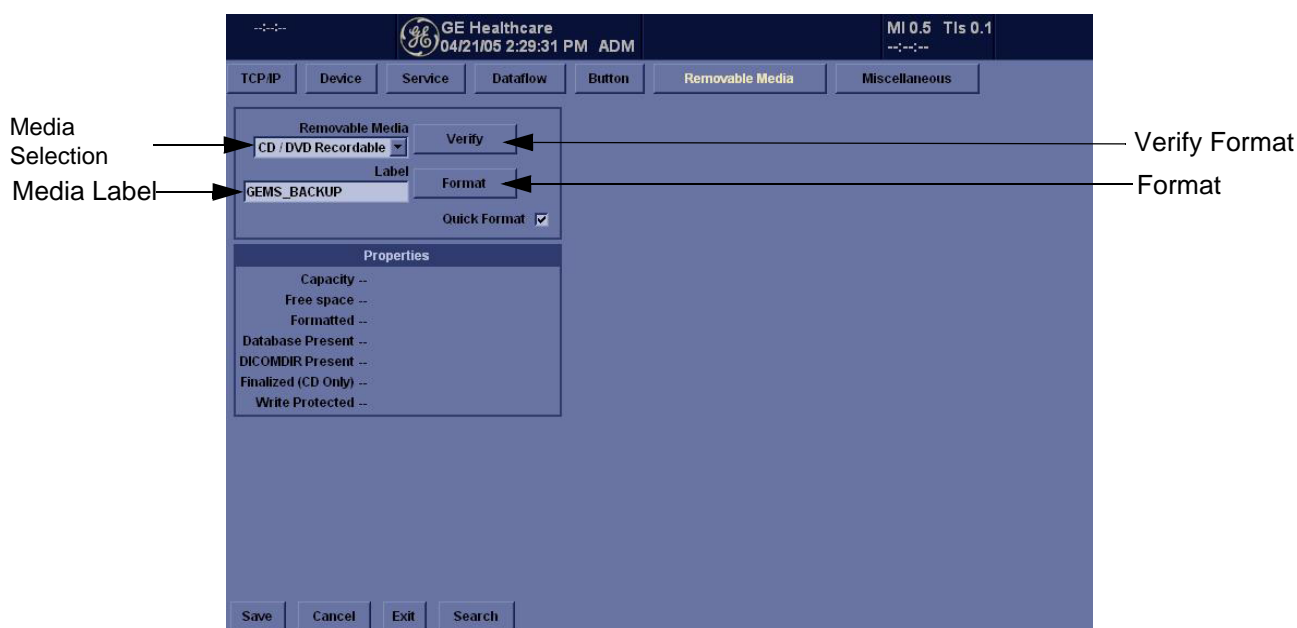 --:--:--
GE Healthcare
04/21/05 2:29:31 PM ADM
MI 0.5 TIs 0.1
--:--:--
TCP/IP
Device
Service
Dataflow
Button
Removable Media
Miscellaneous
Media
Selection
Media Label
Removable Media
CD / DVD Recordable
Verify
Label
GEMS_BACKUP
Format
Quick Format
Verify Format
Format
Properties
Capacity --
Free space --
Formatted --
Database Present --
DICOMDIR Present --
Finalized (CD Only) --
Write Protected --
Save
Cancel
Exit
Search